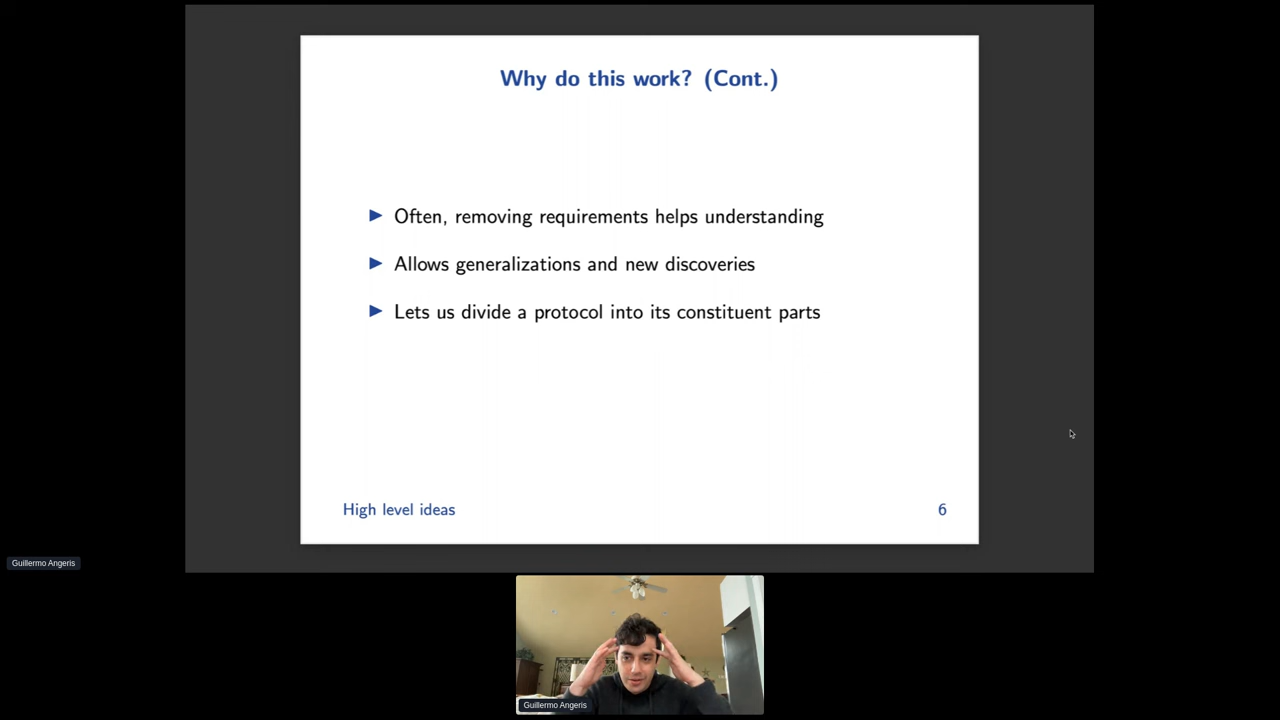 Why do this work? (Cont.)
Often, removing requirements helps understanding
Allows generalizations and new discoveries
Lets us divide a protocol into its constituent parts
High level ideas
6
Guillermo Angeris
Guillermo Angeris